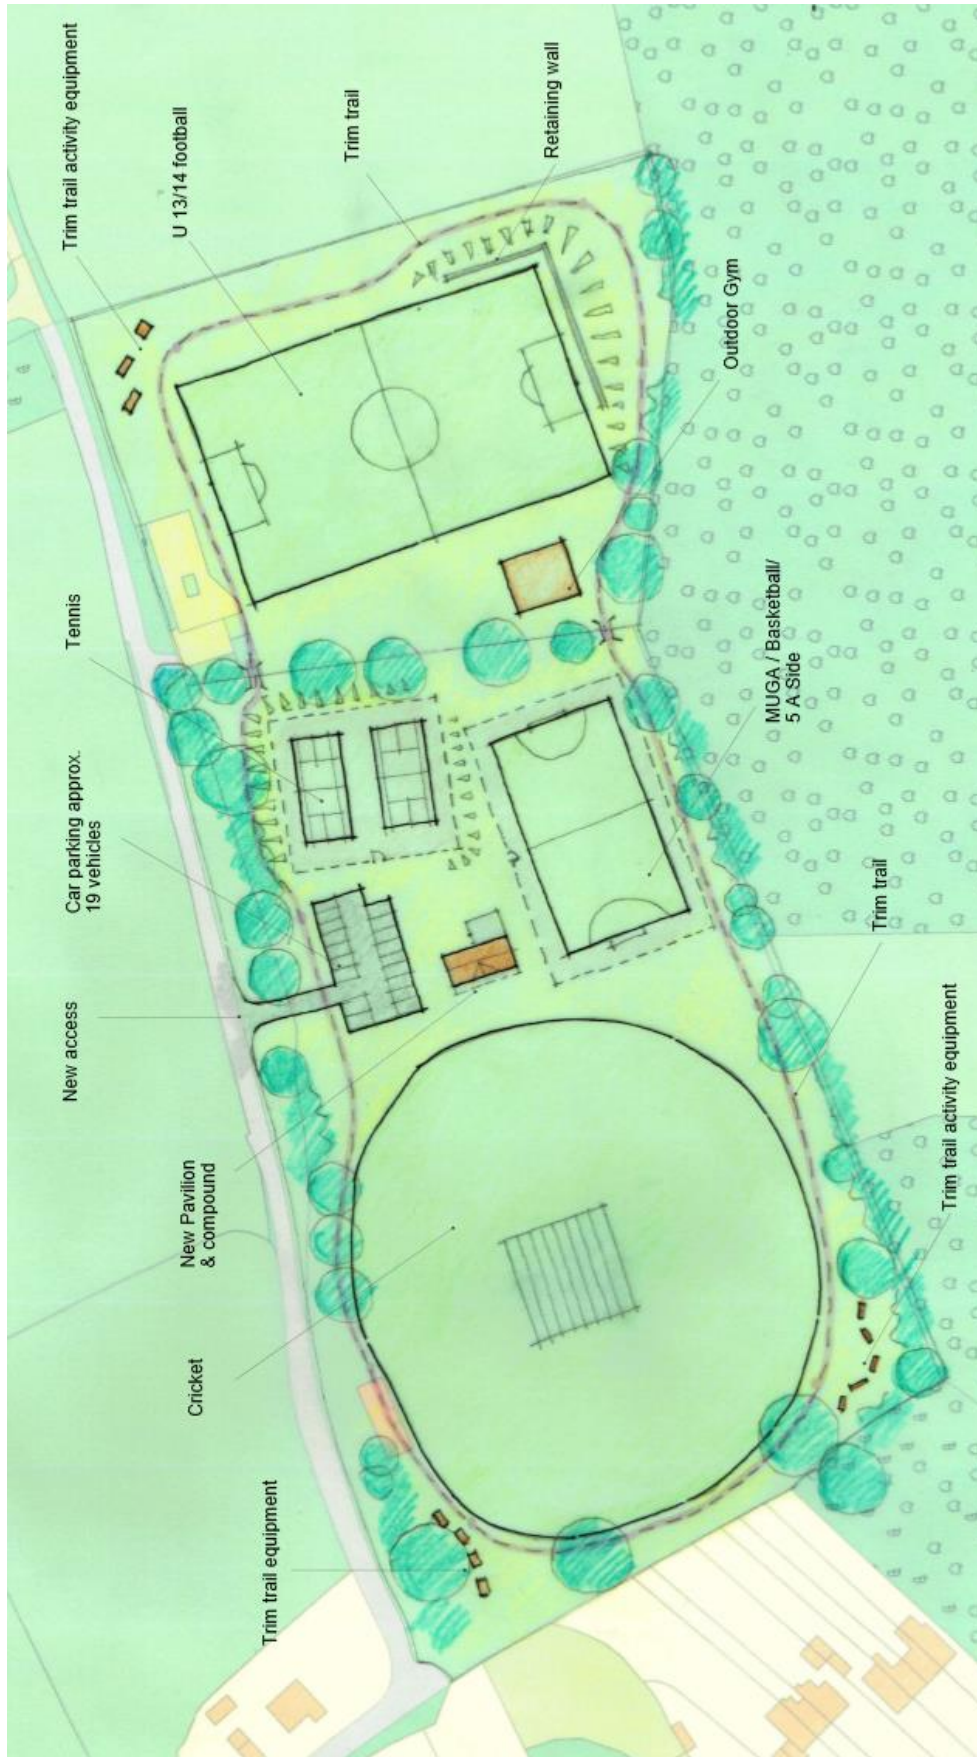 Trim trail equipment
Cricket
New Pavilion
& compound
New access
Car parking approx.
19 vehicles
Tennis
Trim trail activity equipment
U 13/14 football
Trim trail
Retaining wall
Outdoor Gym
MUGA / Basketball/
5 A Side
Trim trail
Trim trail activity equipment